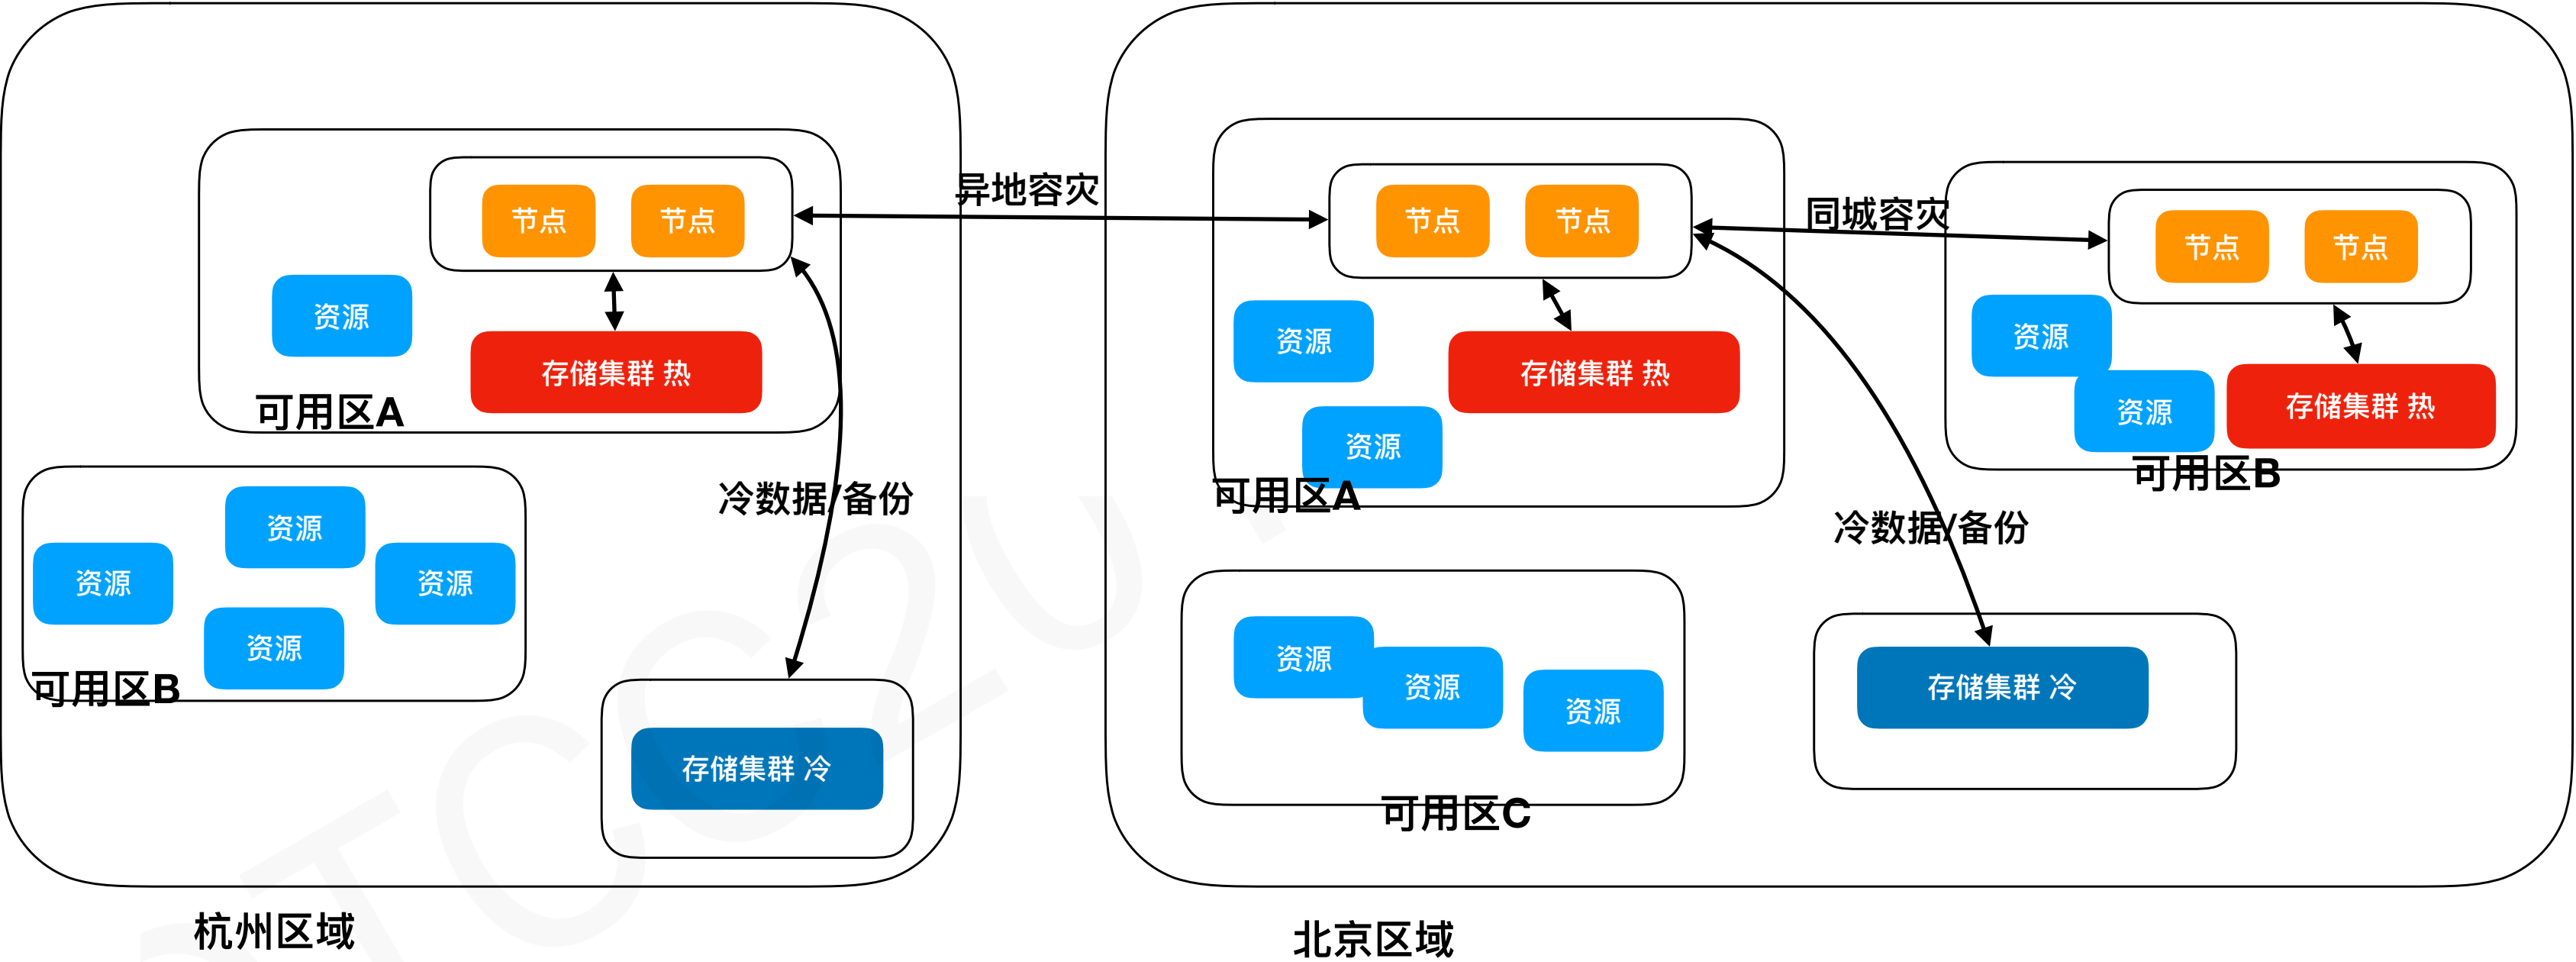 异地容灾
节点 节点
资源
存储集群 热
可用区A
冷数据/备份
资源
资源
资源
资源
可用区B
存储集群 冷
杭州区域
节点 节点
同城容灾
资源
存储集群 热
资源
可用区A
节点 节点
资源
资源
存储集群 热
可用区B
冷数据/备份
资源
资源
资源
可用区C
存储集群 冷
北京区域